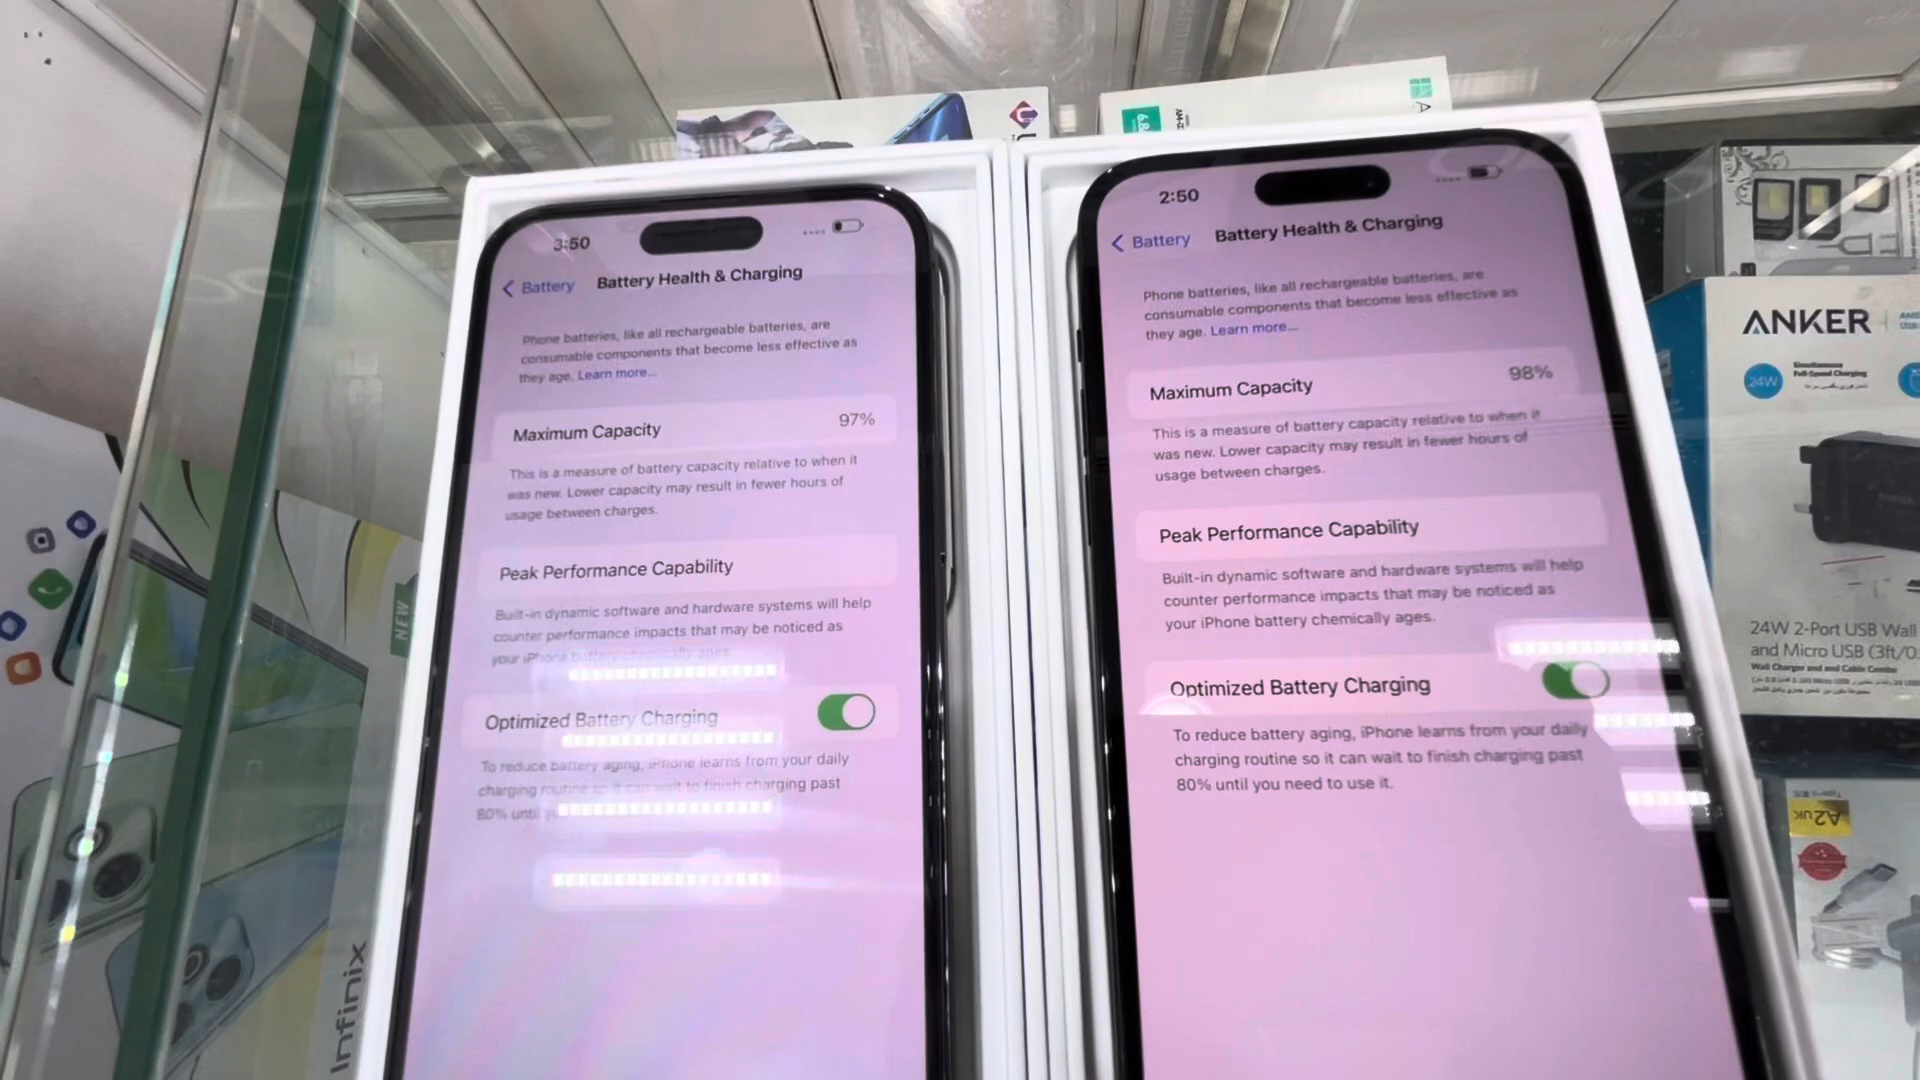 3:50
Battery
Battery Health & Charging
Phone batteries, like all rechargeable batteries, are
consumable components that become less effective as
they age. Learn more...
Maximum Capacity
97%
This is a measure of battery capacity relative to when it
was new. Lower capacity may result in fewer hours of
usage between charges.
Peak Performance Capability
Built-in dynamic software and hardware systems will help
counter performance impacts that may be noticed as
your iPhone battery chemically ages.
Optimized Battery Charging
To reduce battery aging, iPhone learns from your daily
charging routine so it can wait to finish charging past
80% until
2:50
Battery
Battery Health & Charging
Phone batteries, like all rechargeable batteries, are
consumable components that become less effective as
they age. Learn more...
Maximum Capacity
98%
This is a measure of battery capacity relative to when it
was new. Lower capacity may result in fewer hours of
usage between charges.
Peak Performance Capability
Built-in dynamic software and hardware systems will help
counter performance impacts that may be noticed as
your iPhone battery chemically ages.
Optimized Battery Charging
To reduce battery aging, iPhone learns from your daily
charging routine so it can wait to finish charging past
80% until you need to use it.
NEW
Infinix
6.8
ANKER
24W
Simultaneous
Full-Speed Charging
24W 2-Port USB Wall
and Micro USB (3ft/0.
Wall Charger and and Cable Combo
A2UK